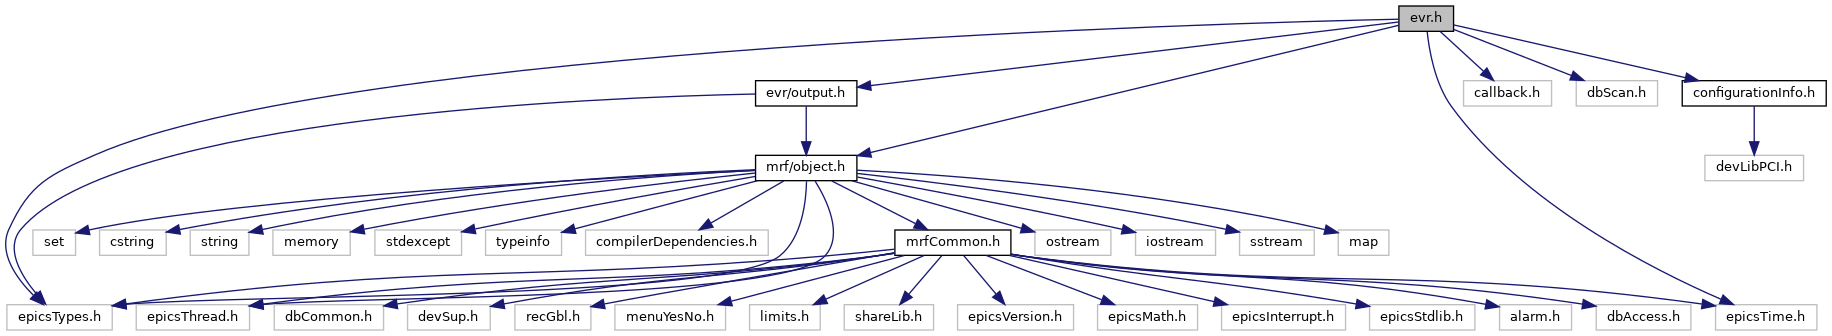 evr.h
evr/output.h
callback.h
dbScan.h
configurationInfo.h
mrf/object.h
devLibPCI.h
set
cstring
string
memory
stdexcept
typeinfo
compilerDependencies.h
mrfCommon.h
ostream
iostream
sstream
map
epicsTypes.h
epicsThread.h
dbCommon.h
devSup.h
recGbl.h
menuYesNo.h
limits.h
shareLib.h
epicsVersion.h
epicsMath.h
epicsInterrupt.h
epicsStdlib.h
alarm.h
dbAccess.h
epicsTime.h